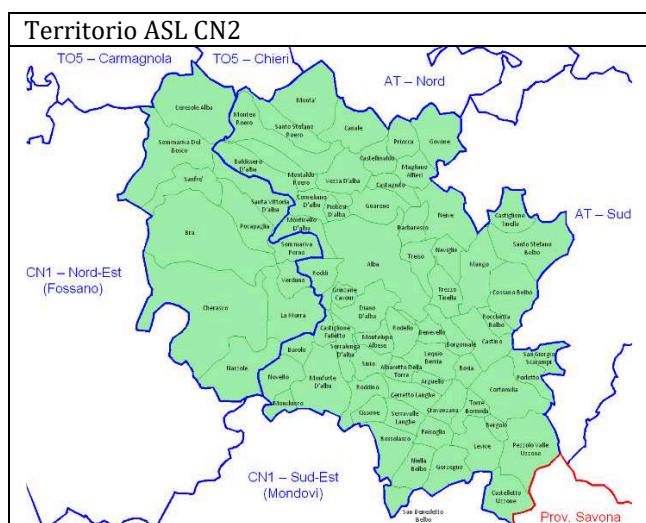 Territorio ASL CN2
TO5 – Carmagnola
TO5 – Chieri
AT – Nord
Ceresole Alba
Monteu
Roero
Monta'
Santo Stefano
Roero
Canale
Priocca
Govone
Sommariva Del
Bosco
Sanfre'
Baldissero
D'alba
Montaldo
Roero
Vezza D'alba
Castellinaldo
Magliano
Alfieri
Castagnito
Corneliano
D'alba
Piobesi
D'alba
Guarene
Santa Vittoria
D'alba
Monticello
D'alba
Pocapaglia
Bra
Sommariva
Perno
Barbaresco
Neive
Castiglione
Tinella
AT – Sud
Santo Stefano
Belbo
CN1 – Nord-Est
(Fossano)
Verduno
Roddi
Alba
Treiso
Neviglie
Mango
Trezzo
Tinella
Cossano Belbo
Cherasco
La Morra
Grinzane
Cavour
Diano
D'alba
Rocchetta
Belbo
Castiglione
Falletto
Serralunga
D'alba
Montelupo
Albese
Rodello
Benevello
Borgomale
Castino
Narzole
Barolo
Novello
Monforte
D'alba
Sinio
Albaretto Della
Torre
Lequio
Berria
Bosia
San Giorgio
Scarampi
Perletto
Monchiero
Roddino
Arguello
Cerretto Langhe
Cortemilia
Cissone
Serravalle
Langhe
Cravanzana
Torre
Bormida
Bergolo
Bossolasco
Feisoglio
Levice
Pezzolo Valle
Uzzone
Niella
Belbo
Gorzegno
CN1 – Sud-Est
(Mondovì)
San Benedetto
Belbo
Castelletto
Uzzone
Prov. Savona